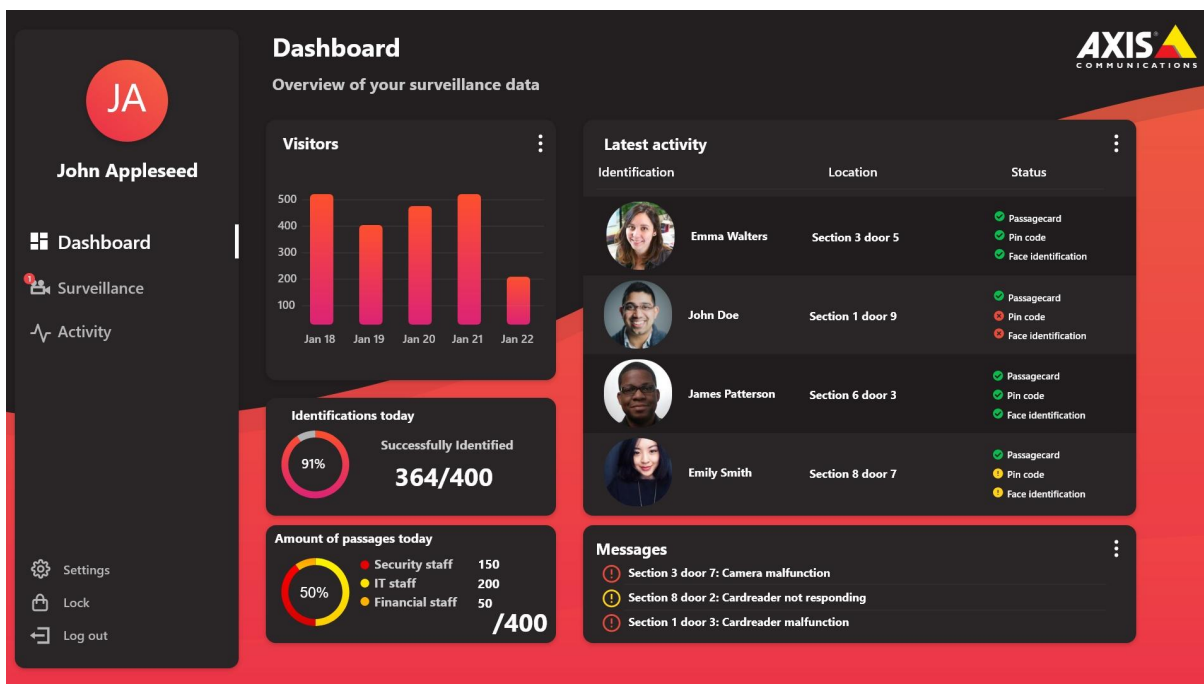 JA
John Appleseed
Dashboard
1
Surveillance
Activity
Settings
Lock
Log out
Dashboard
Overview of your surveillance data
AXIS
COMMUNICATIONS
Visitors
500
400
300
200
100
Jan 18 Jan 19 Jan 20 Jan 21 Jan 22
Identifications today
91%
Successfully Identified
364/400
Amount of passages today
50%
Security staff 150
IT staff 200
Financial staff 50
/400
Latest activity
Identification Location Status
Emma Walters Section 3 door 5
Passagecard
Pin code
Face identification
John Doe Section 1 door 9
Passagecard
Pin code
Face identification
James Patterson Section 6 door 3
Passagecard
Pin code
Face identification
Emily Smith Section 8 door 7
Passagecard
Pin code
Face identification
Messages
Section 3 door 7: Camera malfunction
Section 8 door 2: Cardreader not responding
Section 1 door 3: Cardreader malfunction